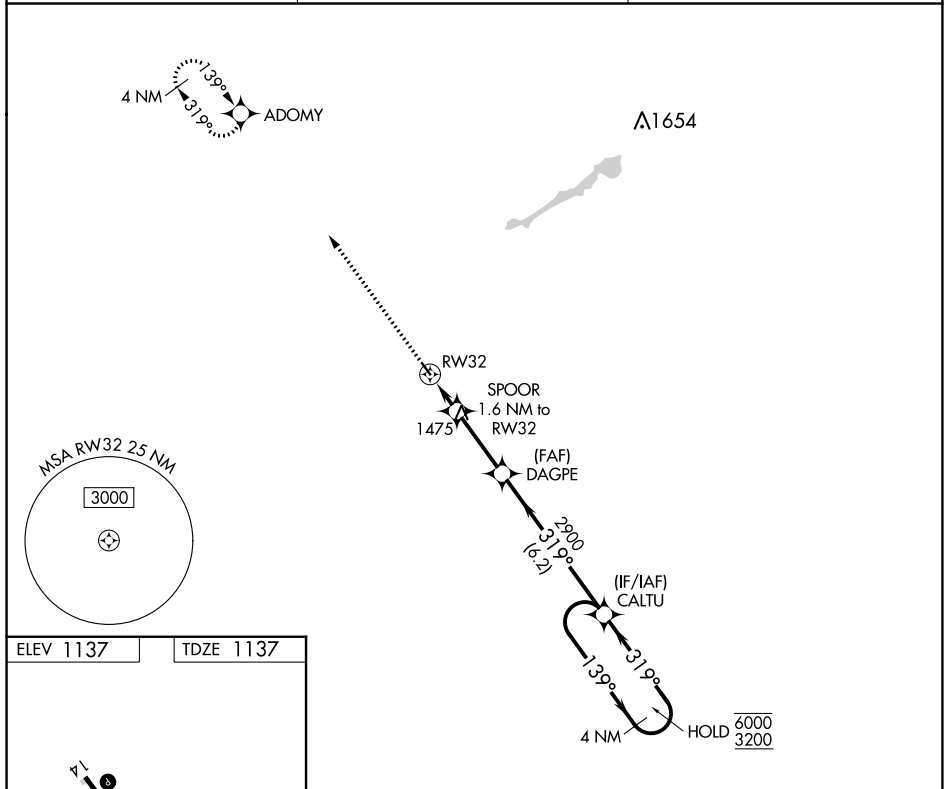 139°
4 NM
319°
ADOMY
1654
RW32
SPOOR
1.6 NM to
RW32
1475
(FAF)
DAGPE
2900
319°
(6.2)
(IF/IAF)
CALTU
MSA RW32 25 NM
3000
139°
319°
4 NM
HOLD
6000
3200
ELEV 1137
TDZE 1137
14
P